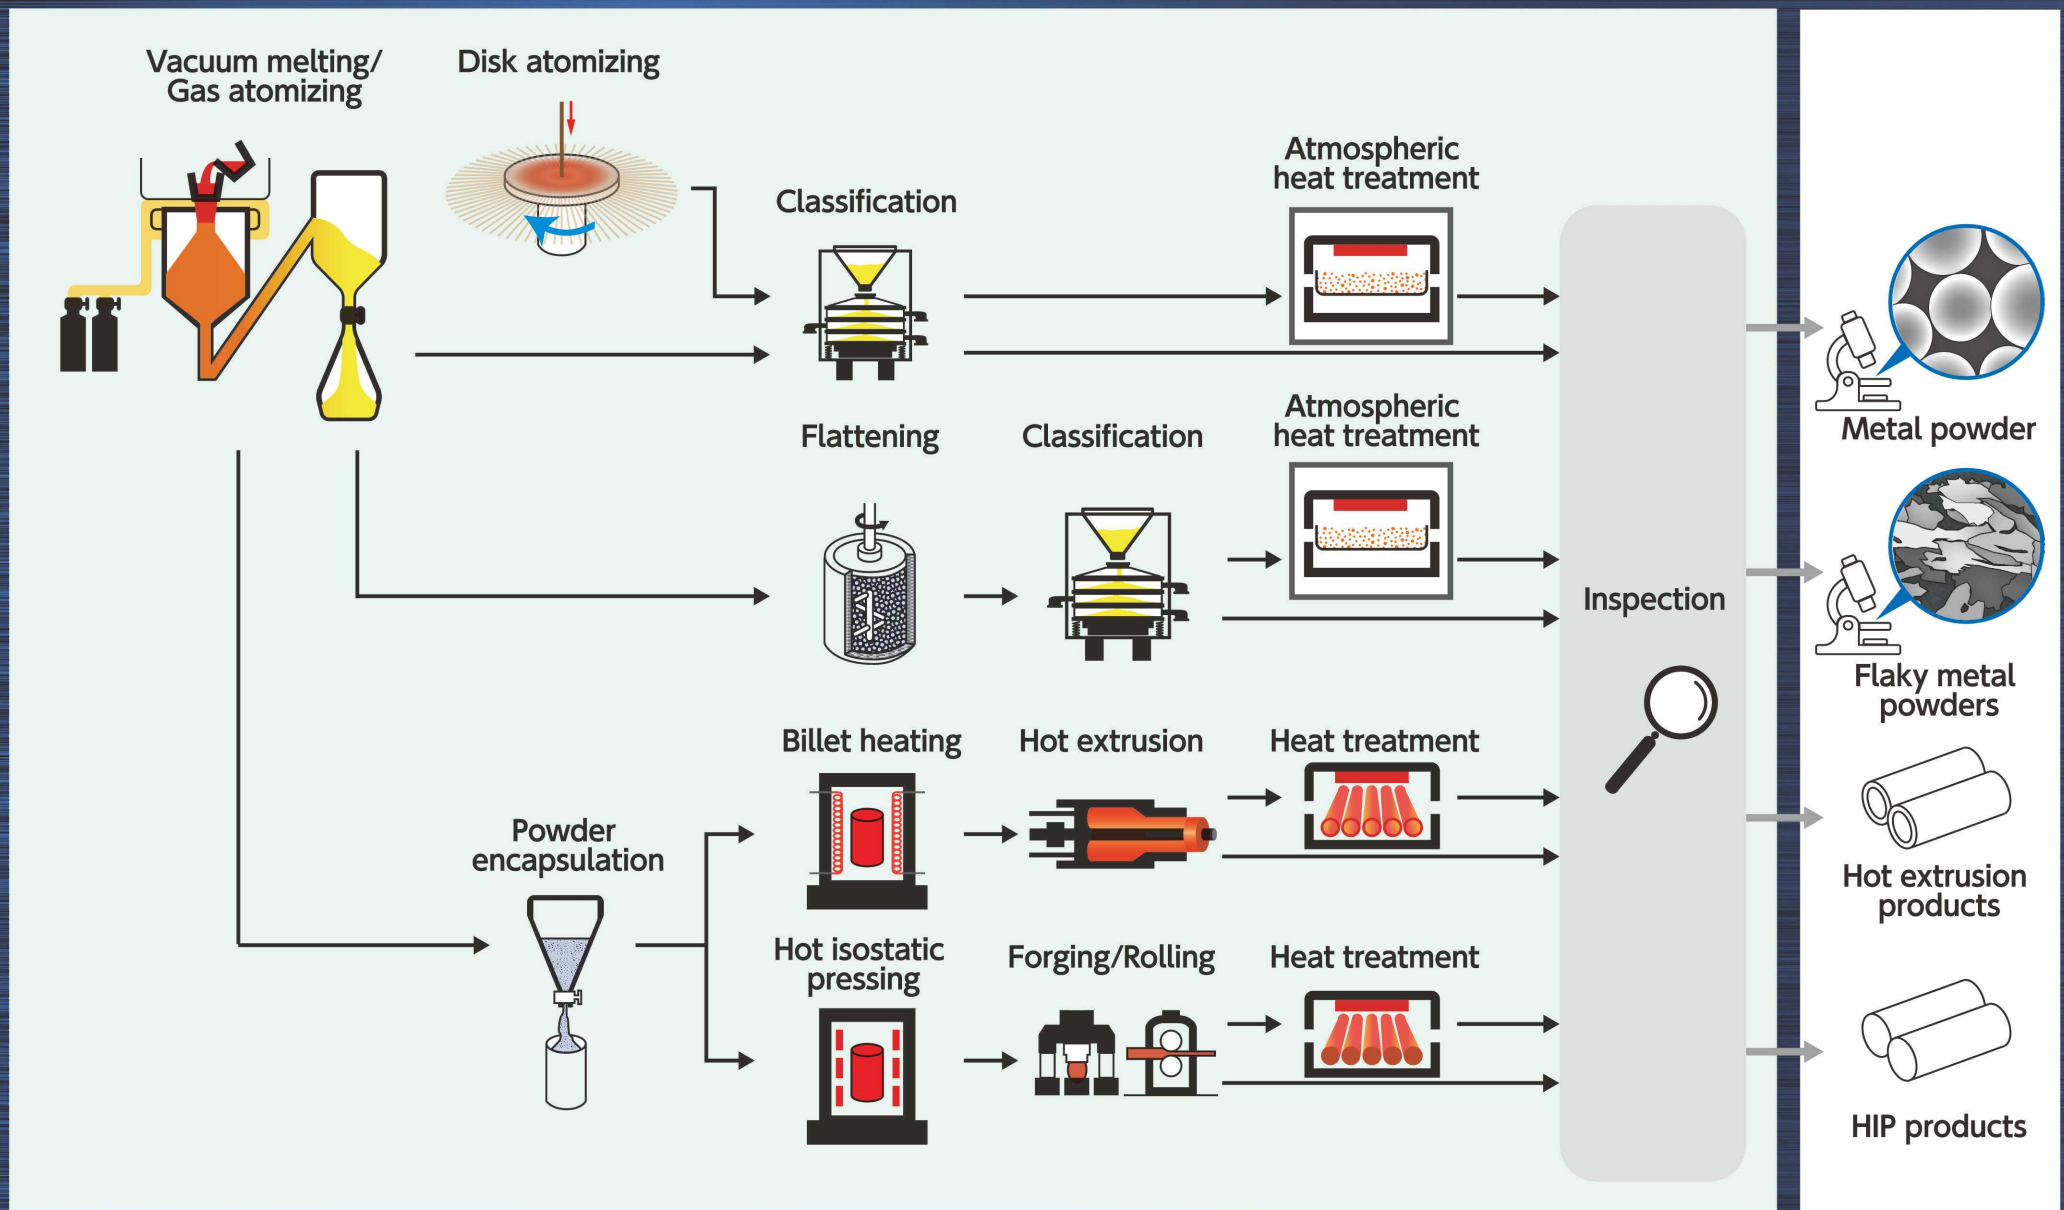 Vacuum melting/
Gas atomizing
Disk atomizing
Classification
Atmospheric
heat treatment
Metal powder
Flattening
Classification
Atmospheric
heat treatment
Inspection
Flaky metal
powders
Billet heating
Hot extrusion
Heat treatment
Powder
encapsulation
Hot extrusion
products
Hot isostatic
pressing
Forging/Rolling
Heat treatment
HIP products